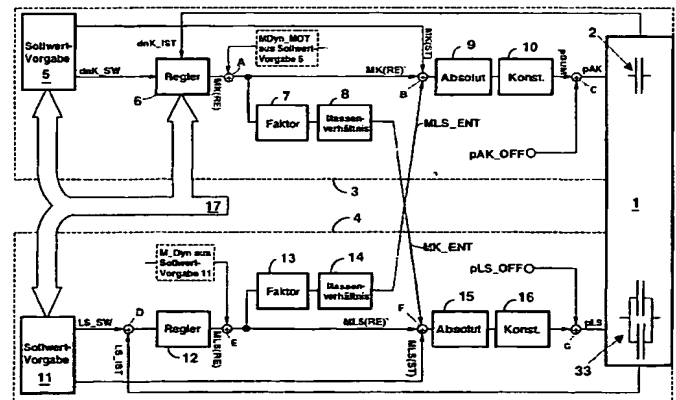 Sollwert-
Vorgabe
5
dnK_IST
dnK_SW
Regler
6
MK(RE)
A
MDyn_MOT
aus Sollwert-
Vorgabe 5
MK(ST)
MK(RE)'
B
9
Absolut
10
Konst.
C
pAK
2
7
Faktor
8
Massen-
verhältnis
MLS_ENT
pAK_OFF
1
3
17
4
MK_ENT
M_Dyn aus
Sollwert-
Vorgabe 11
13
Faktor
14
Massen-
verhältnis
pLS_OFF
LS_SW
D
Regler
12
MLS(RE)
E
MLS(RE)'
F
15
Absolut
16
Konst.
G
pLS
Sollwert-
Vorgabe
11
LS_IST
MLS(ST)
33